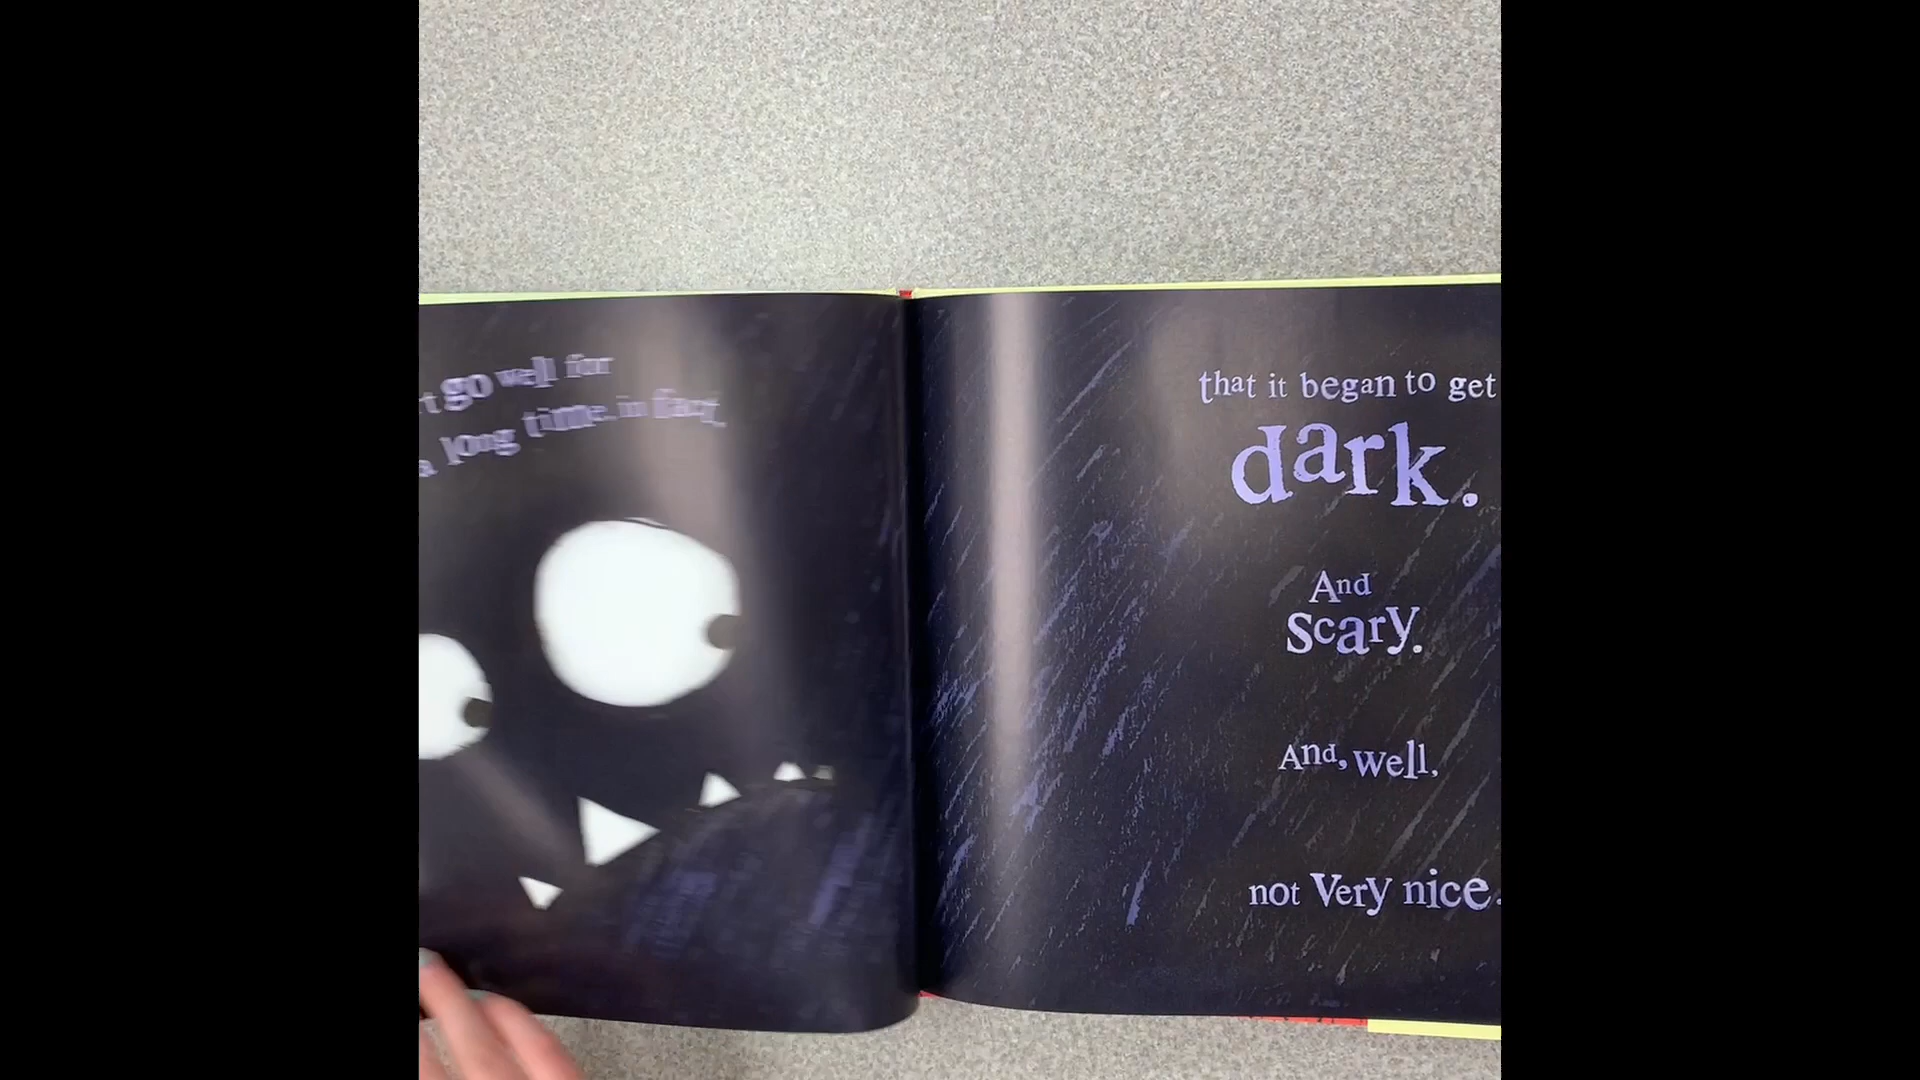 go well for
a long time, in fact,
that it began to get
dark.
And
scary.
And, well,
not very nice.